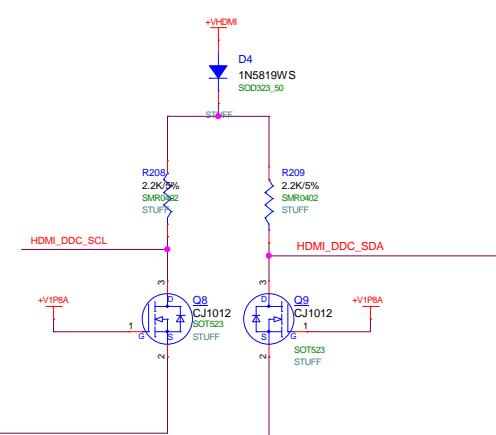 +VHDMI
D4
1N5819WS
SOD323_50
STUFF
R208
2.2K/5%
SMR0402
STUFF
R209
2.2K/5%
SMR0402
STUFF
HDMI_DDC_SCL
HDMI_DDC_SDA
+V1P8A
3
D
Q8
CJ1012
SOT523
STUFF
1
G
S
2
3
D
Q9
CJ1012
SOT523
STUFF
+V1P8A
1
G
S
2